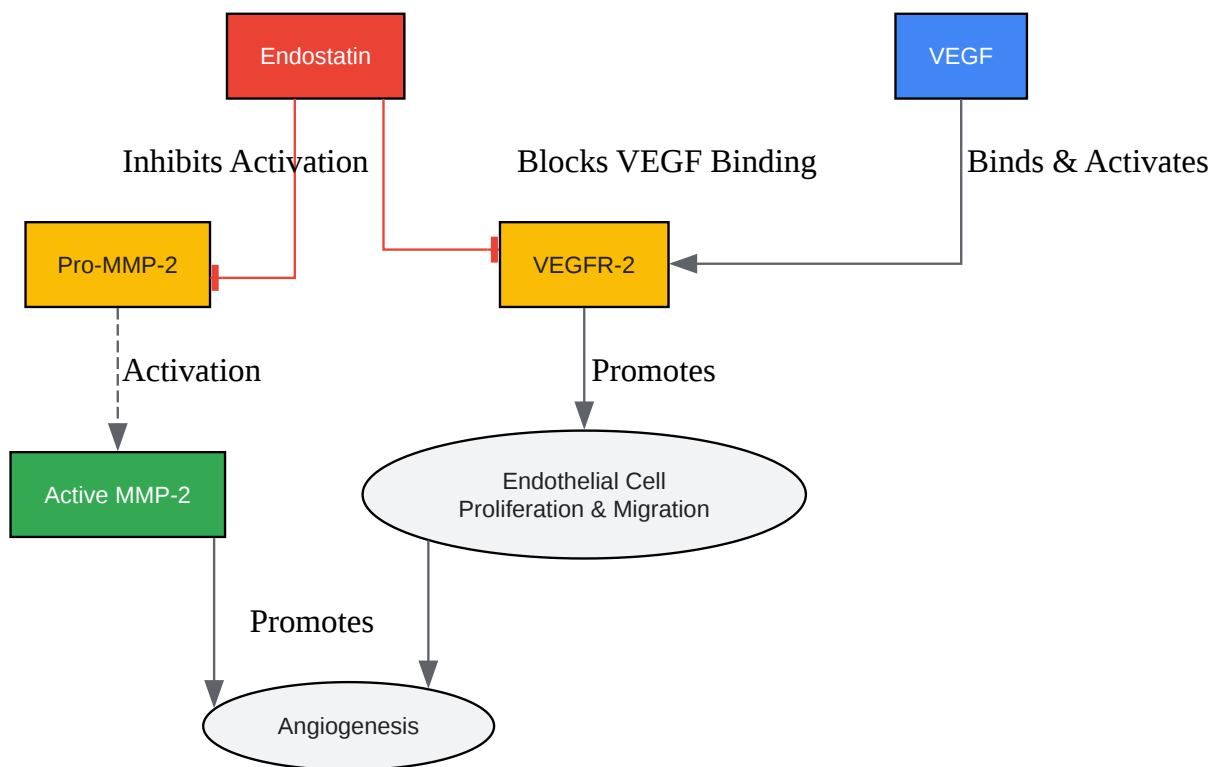 Endostatin
VEGF
Inhibits Activation
Blocks VEGF Binding
Binds & Activates
Pro-MMP-2
VEGFR-2
Activation
Promotes
Active MMP-2
Endothelial Cell
Proliferation & Migration
Promotes
Angiogenesis